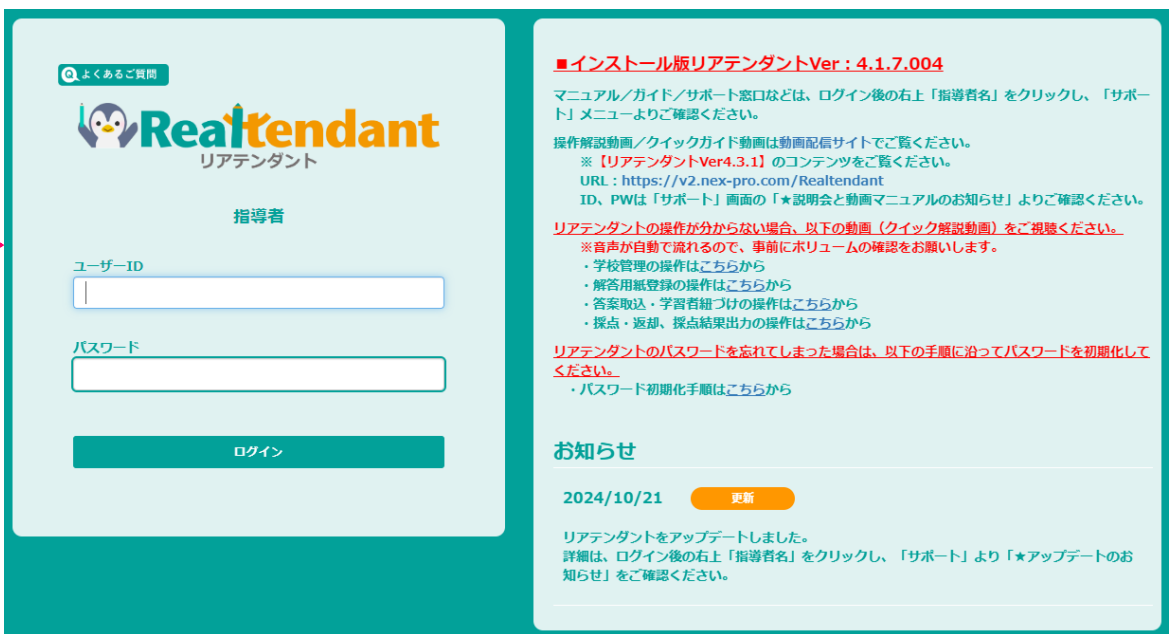 よくあるご質問
Realtendant
リアテンダント
指導者
ユーザーID
パスワード
ログイン
■インストール版リアテンダントVer：4.1.7.004
マニュアル／ガイド／サポート窓口などは、ログイン後の右上「指導者名」をクリックし、「サポー
ト」メニューよりご確認ください。
操作解説動画／クイックガイド動画は動画配信サイトでご覧ください。
※【リアテンダントVer4.3.1】のコンテンツをご覧ください。
URL：https://v2.nex-pro.com/Realtendant
ID、PWは「サポート」画面の「★説明会と動画マニュアルのお知らせ」よりご確認ください。
リアテンダントの操作が分からない場合、以下の動画（クイック解説動画）をご視聴ください。
※音声が自動で流れるので、事前にボリュームの確認をお願いします。
・学校管理の操作はこちらから
・解答用紙登録の操作はこちらから
・答案取込・学習者紐づけの操作はこちらから
・採点・返却、採点結果出力の操作はこちらから
リアテンダントのパスワードを忘れてしまった場合は、以下の手順に沿ってパスワードを初期化して
ください。
・パスワード初期化手順はこちらから
お知らせ
2024/10/21 更新
リアテンダントをアップデートしました。
詳細は、ログイン後の右上「指導者名」をクリックし、「サポート」より「★アップデートのお
知らせ」をご確認ください。